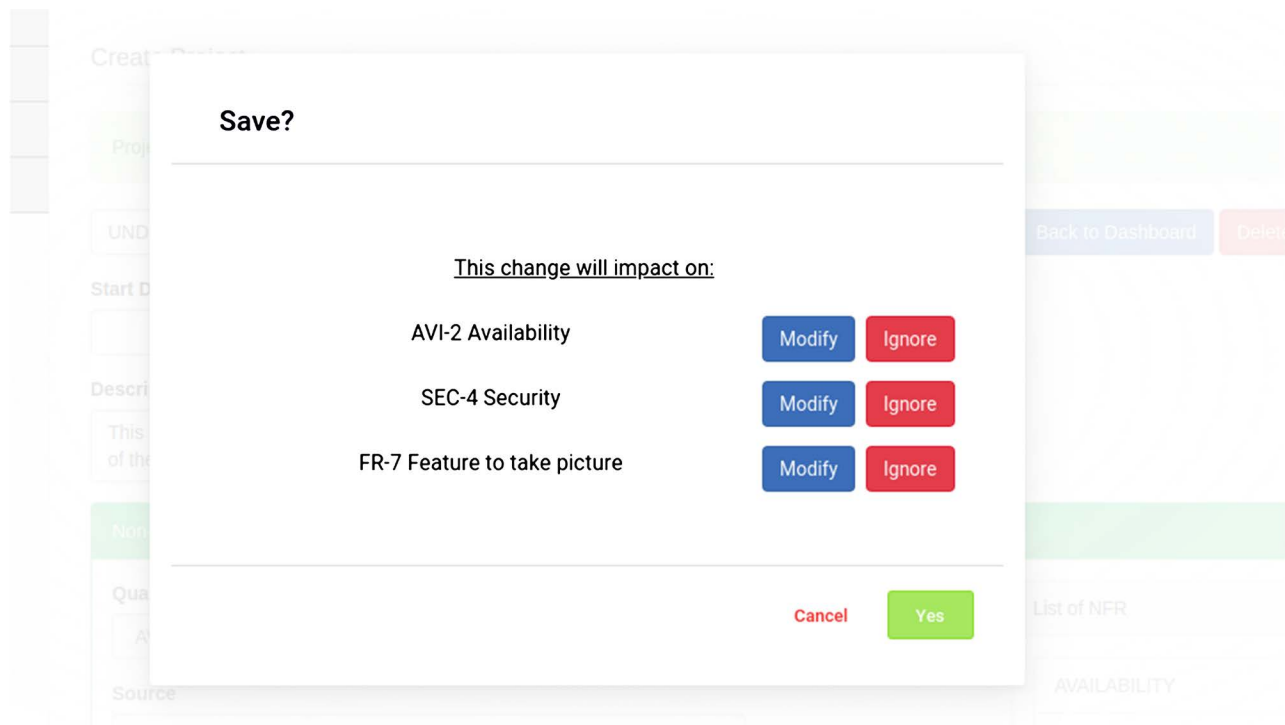 Save?
This change will impact on:
AVI-2 Availability Modify Ignore
SEC-4 Security Modify Ignore
FR-7 Feature to take picture Modify Ignore
Cancel Yes
Back to Dashboard
Start
This
of the
Source
List of NFR
AVAILABILITY